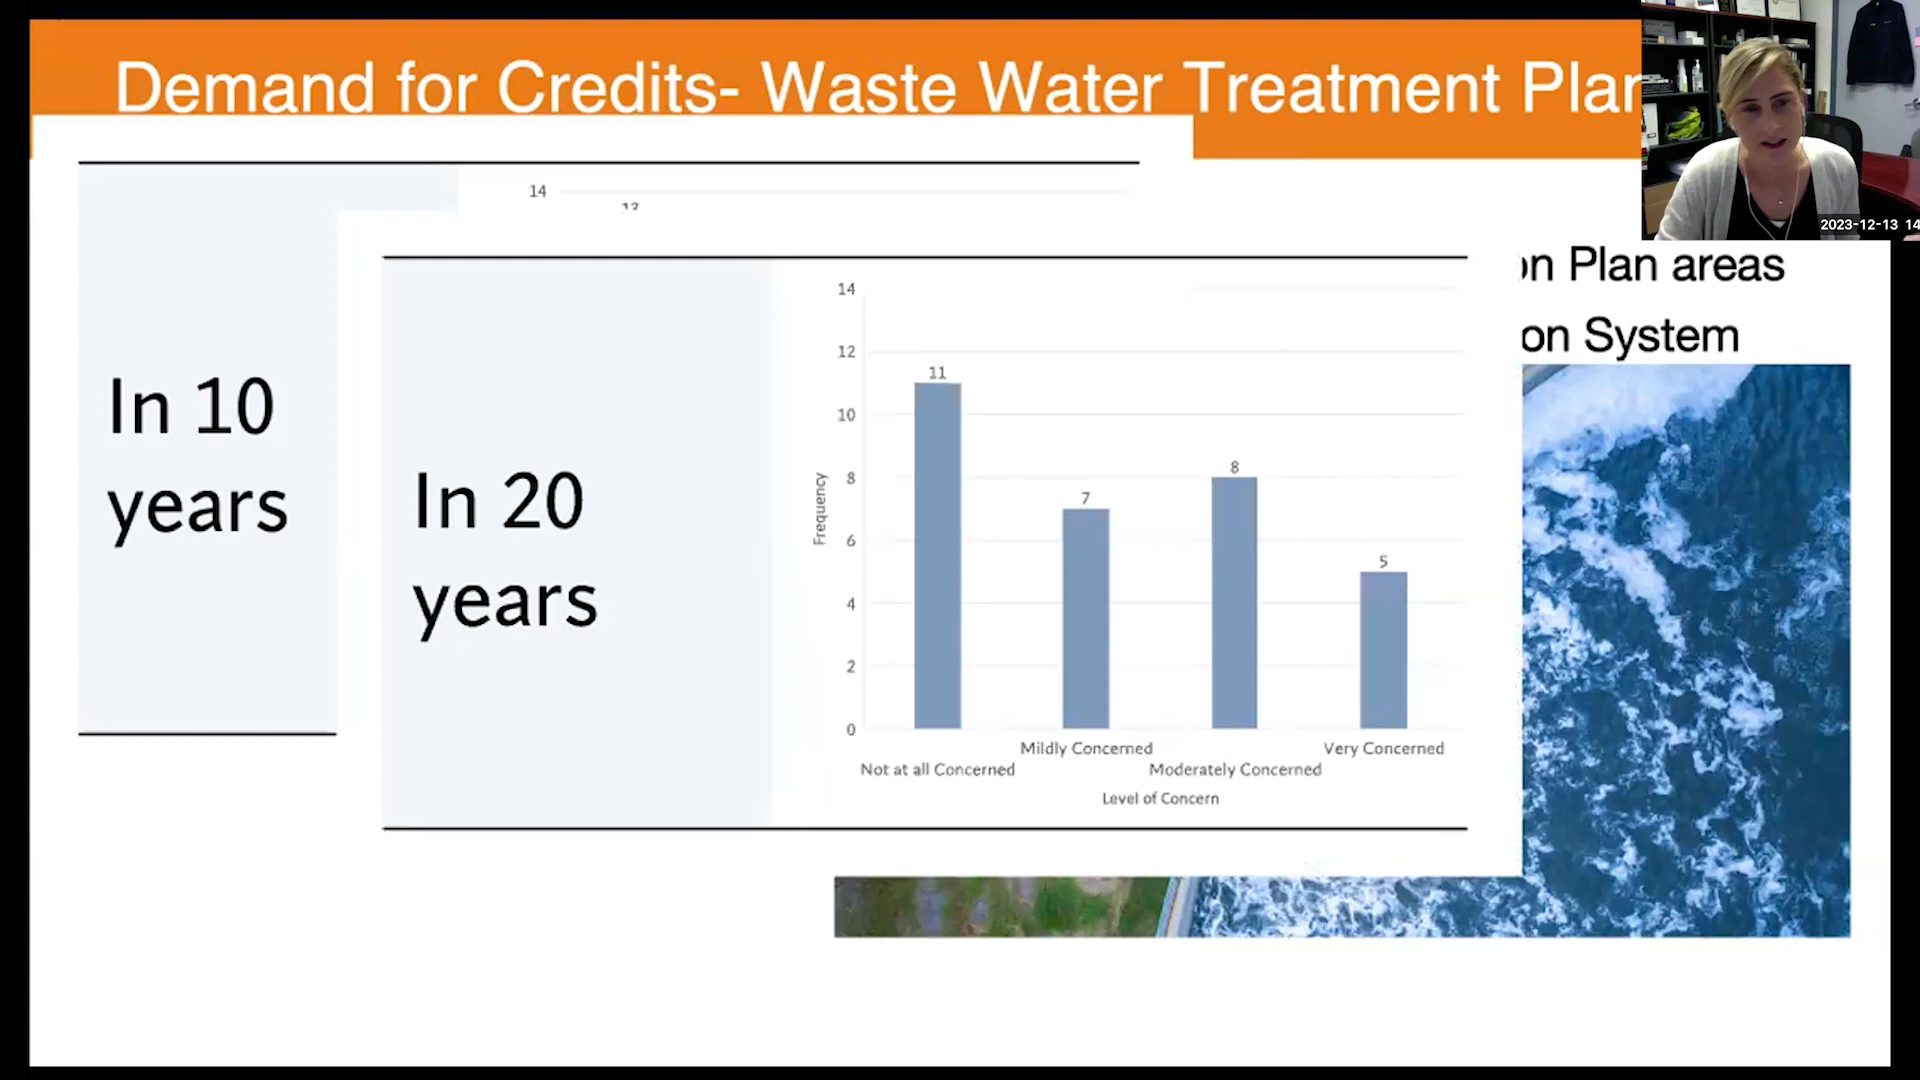 Demand for Credits- Waste Water Treatment Plan
2023-12-13 14
on Plan areas
on System
14
13
In 10
years
In 20
years
14
12
10
8
6
4
2
0
Frequency
11
7
8
5
Mildly Concerned
Very Concerned
Not at all Concerned
Moderately Concerned
Level of Concern